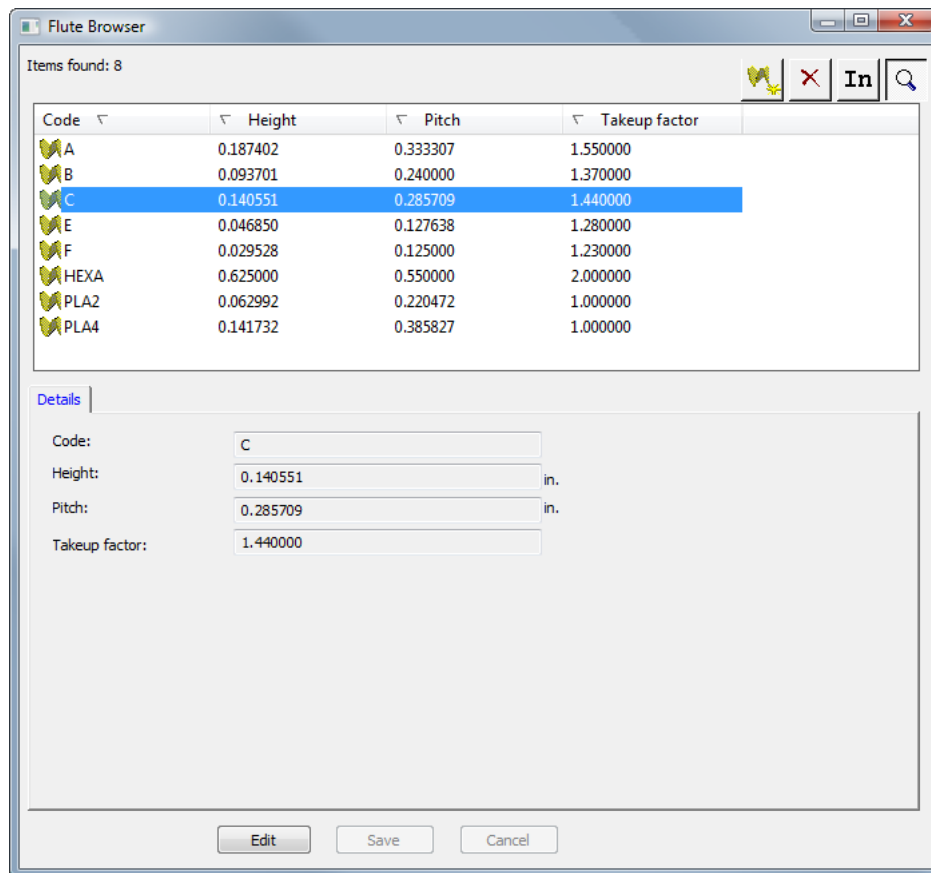 Flute Browser
Items found: 8
In
Code Height Pitch Takeup factor
A 0.187402 0.333307 1.550000
B 0.093701 0.240000 1.370000
C 0.140551 0.285709 1.440000
E 0.046850 0.127638 1.280000
F 0.029528 0.125000 1.230000
HEXA 0.625000 0.550000 2.000000
PLA2 0.062992 0.220472 1.000000
PLA4 0.141732 0.385827 1.000000
Details
Code: C
Height: 0.140551 in.
Pitch: 0.285709 in.
Takeup factor: 1.440000
Edit Save Cancel